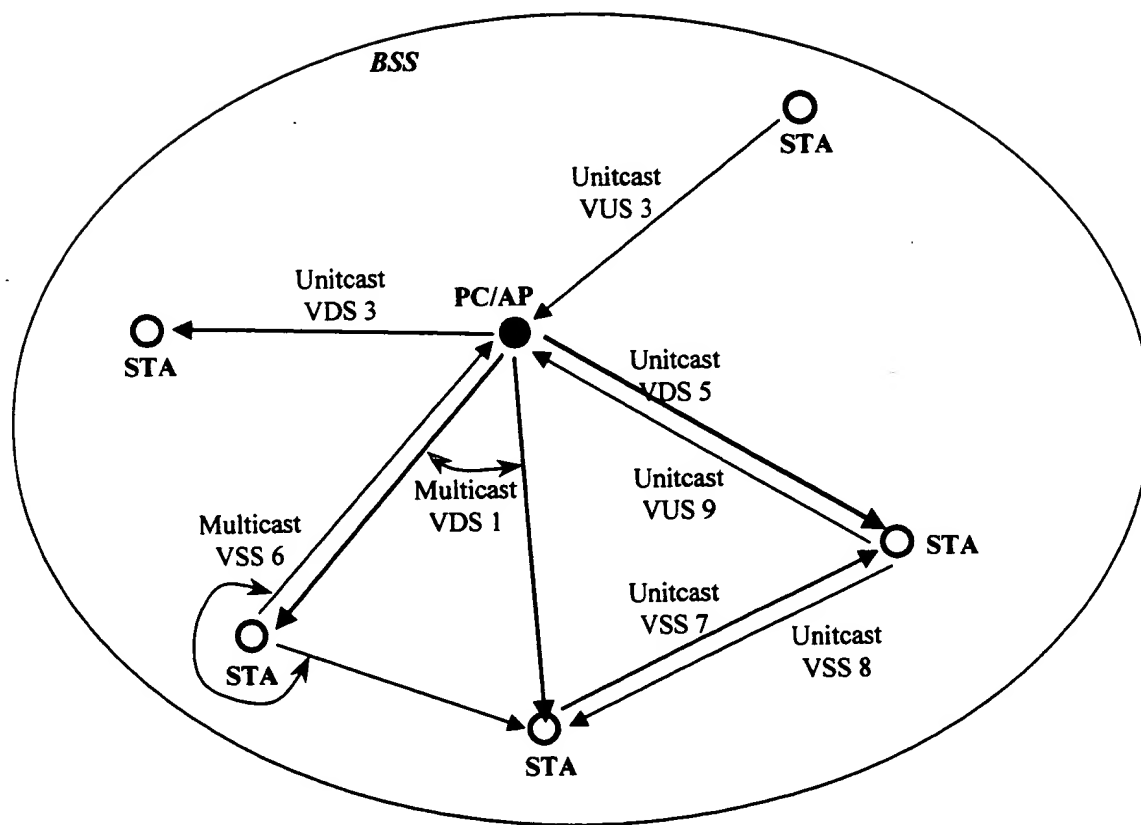 BSS
STA
Unitcast
VUS 3
Unitcast
VDS 3
PC/AP
STA
Unitcast
VDS 5
Multicast
VDS 1
Unitcast
VUS 9
Multicast
VSS 6
STA
Unitcast
VSS 7
Unitcast
VSS 8
STA
STA